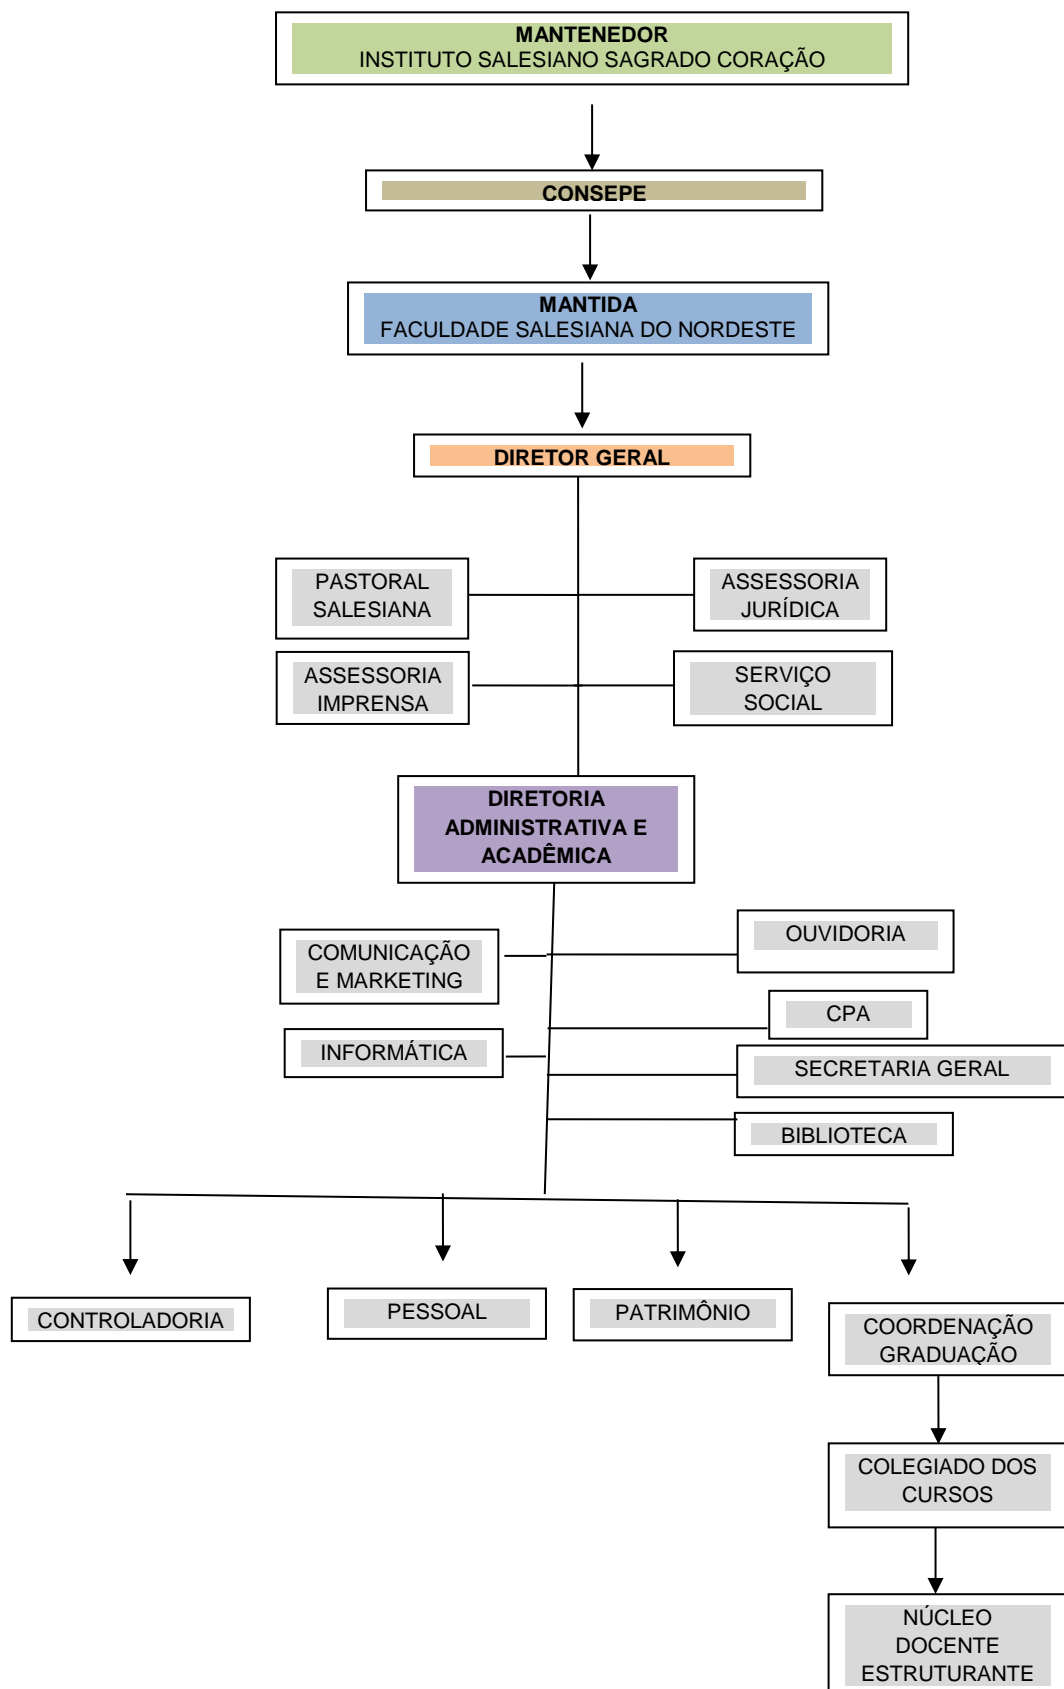 MANTENEDOR
INSTITUTO SALESIANO SAGRADO CORAÇÃO
CONSEPE
MANTIDA
FACULDADE SALESIANA DO NORDESTE
DIRETOR GERAL
PASTORAL
SALESIANA
ASSESSORIA
JURÍDICA
ASSESSORIA
IMPRENSA
SERVIÇO
SOCIAL
DIRETORIA
ADMINISTRATIVA E
ACADÊMICA
COMUNICAÇÃO
E MARKETING
OUVIDORIA
CPA
INFORMÁTICA
SECRETARIA GERAL
BIBLIOTECA
CONTROLADORIA
PESSOAL
PATRIMÔNIO
COORDENAÇÃO
GRADUAÇÃO
COLEGIADO DOS
CURSOS
NÚCLEO
DOCENTE
ESTRUTURANTE